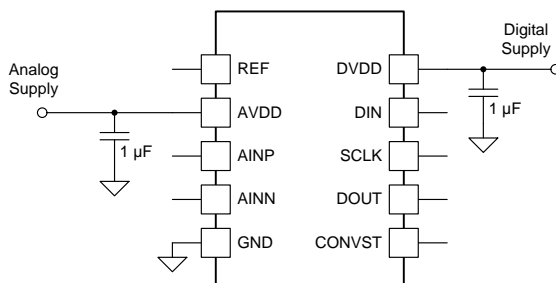 Digital
Supply
Analog
Supply
REF
DVDD
AVDD
DIN
1 µF
1 µF
AINP
SCLK
AINN
DOUT
GND
CONVST